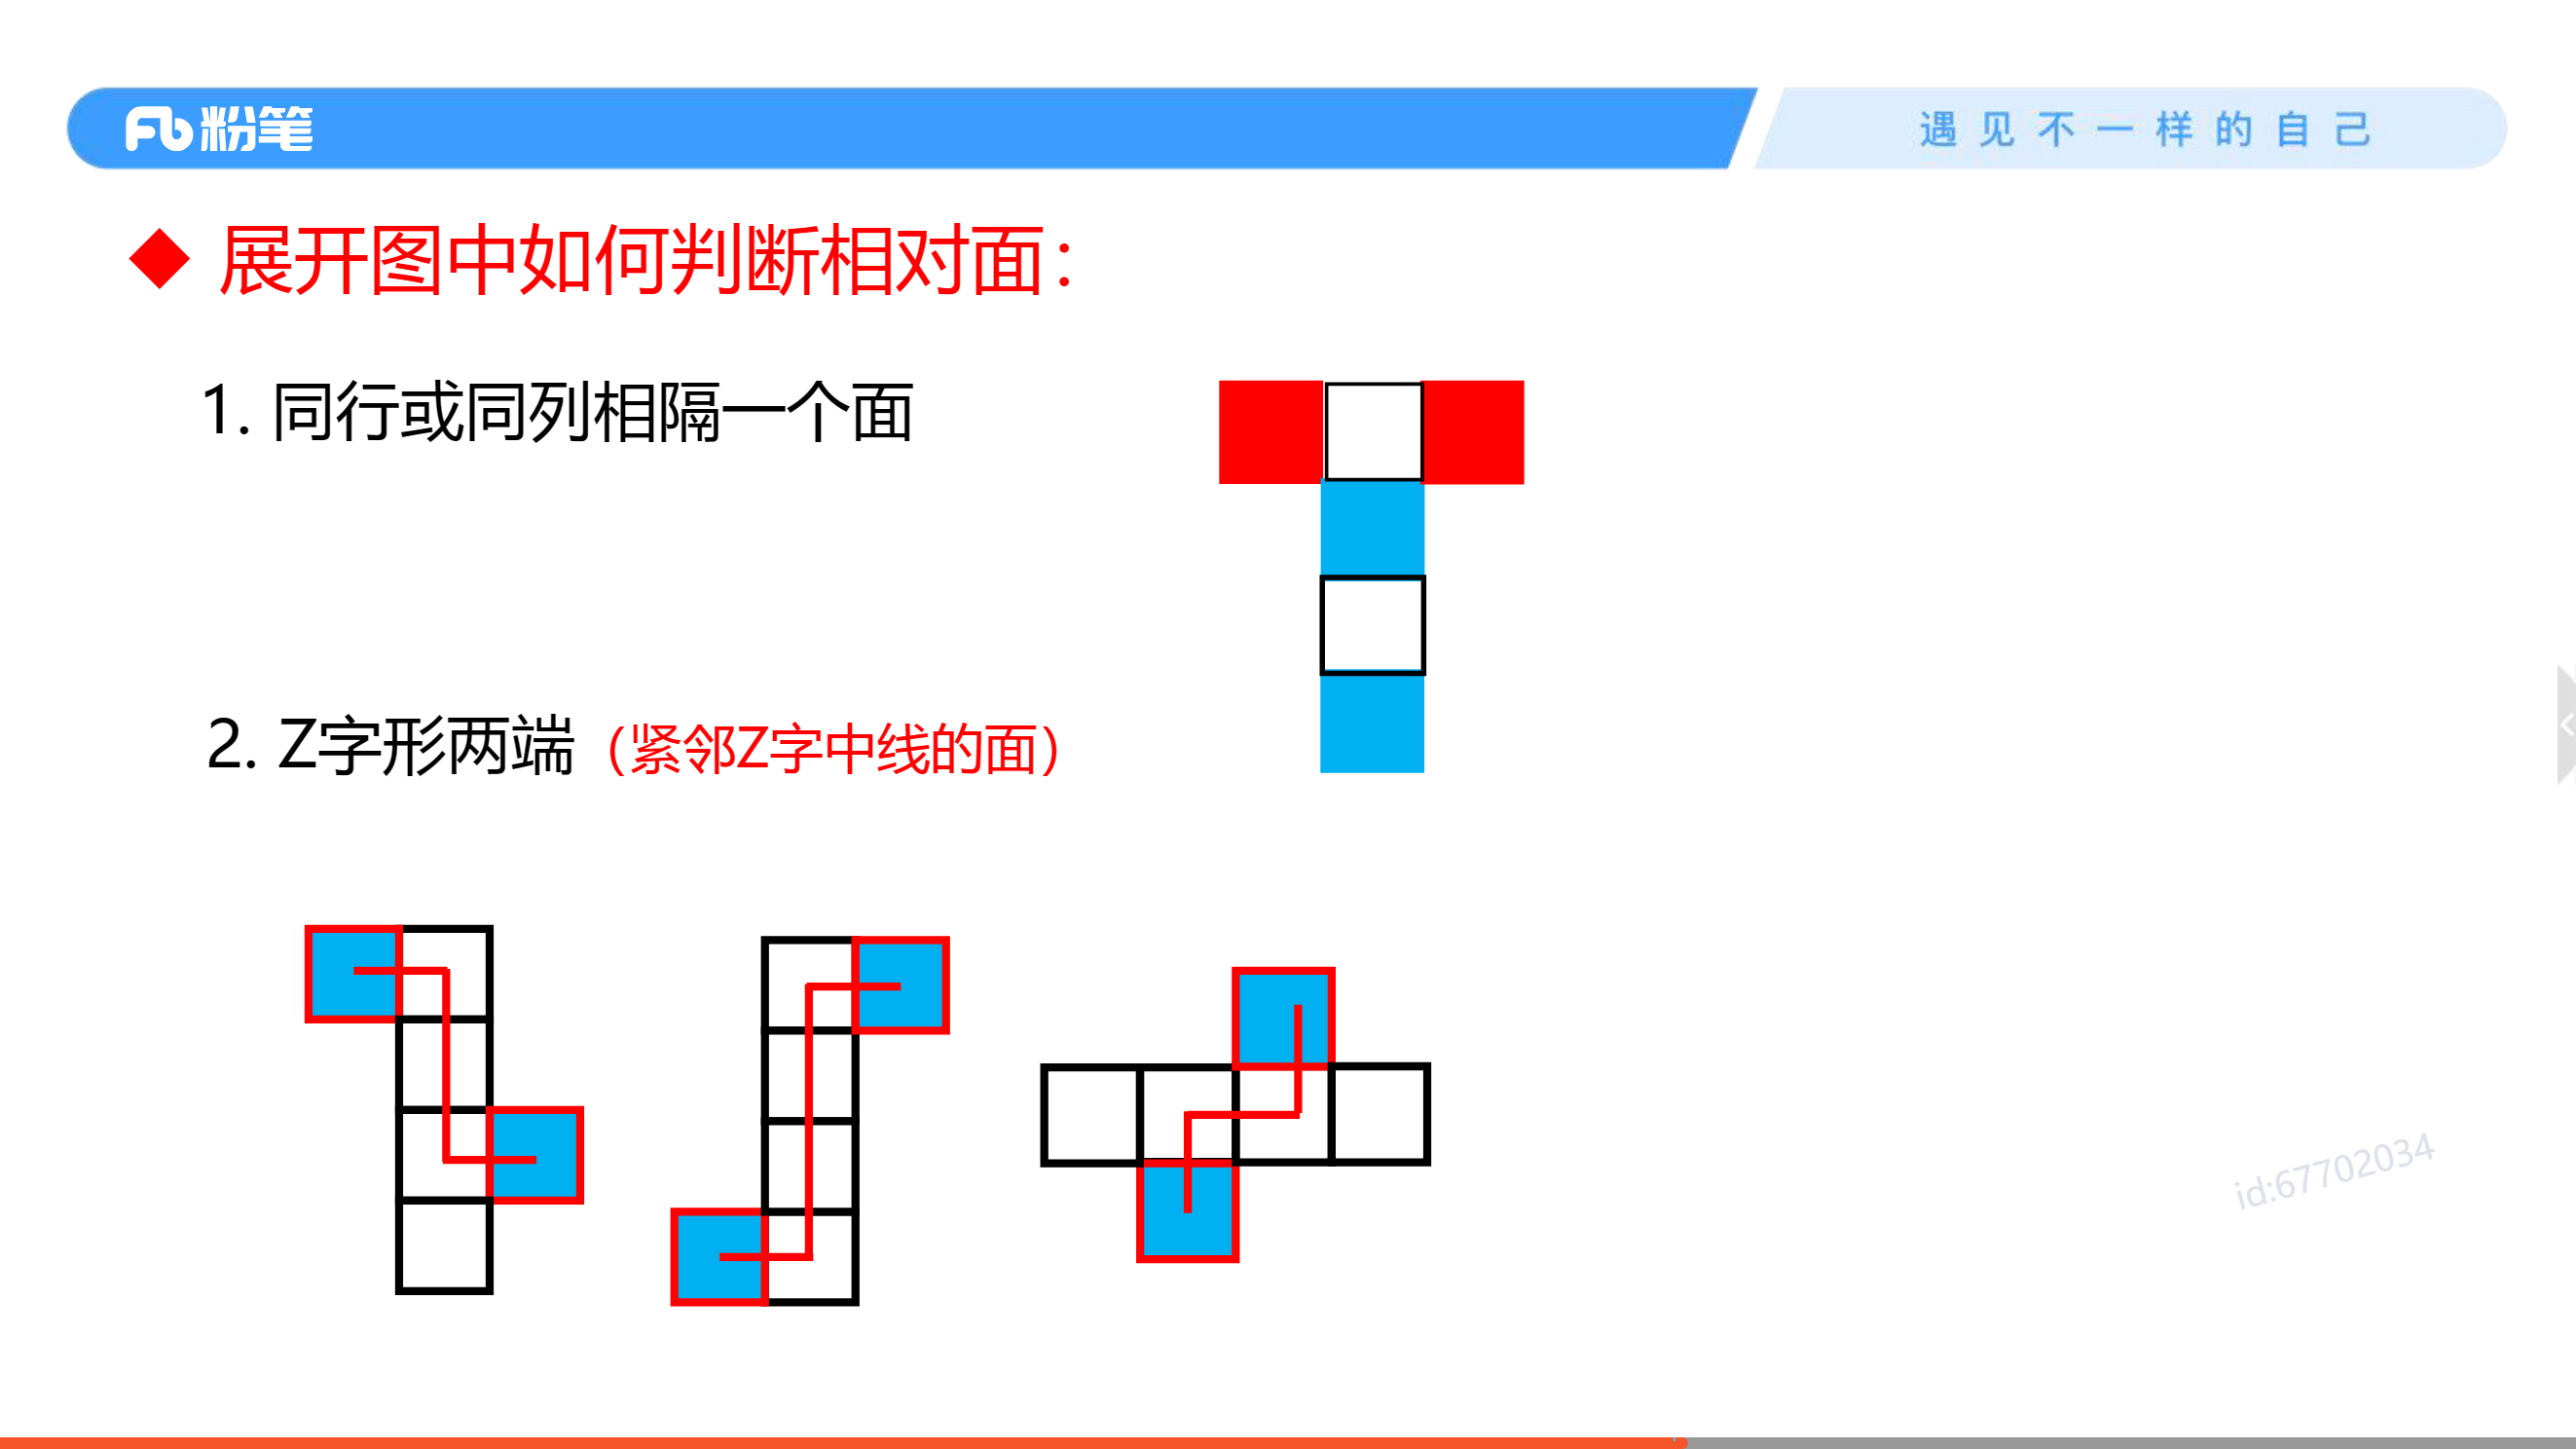 粉笔
遇见不一样的自己
展开图中如何判断相对面：
1. 同行或同列相隔一个面
2. Z字形两端（紧邻Z字中线的面）
id:67702034